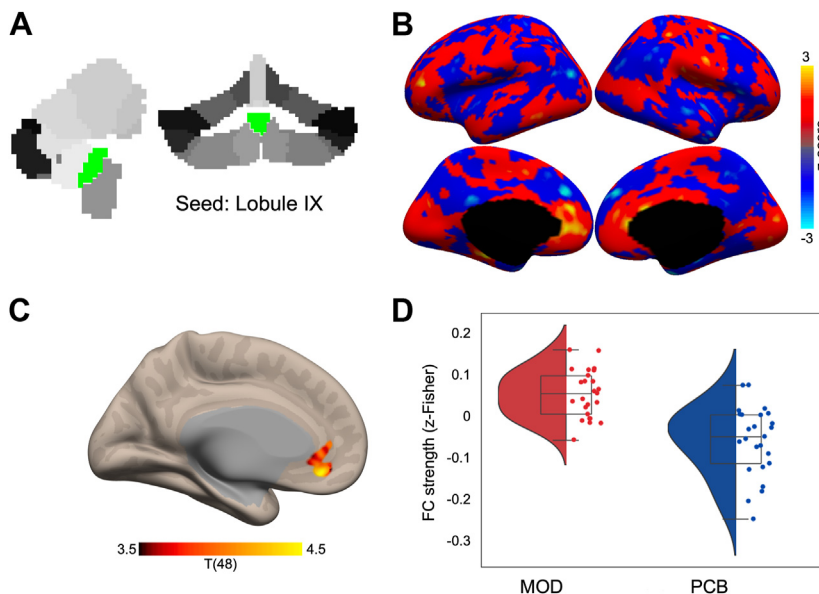 A
Seed: Lobule IX
B
3
-3
C
3.5
4.5
T(48)
D
FC strength (z-Fisher)
0.2
0.1
0
-0.1
-0.2
-0.3
MOD
PCB